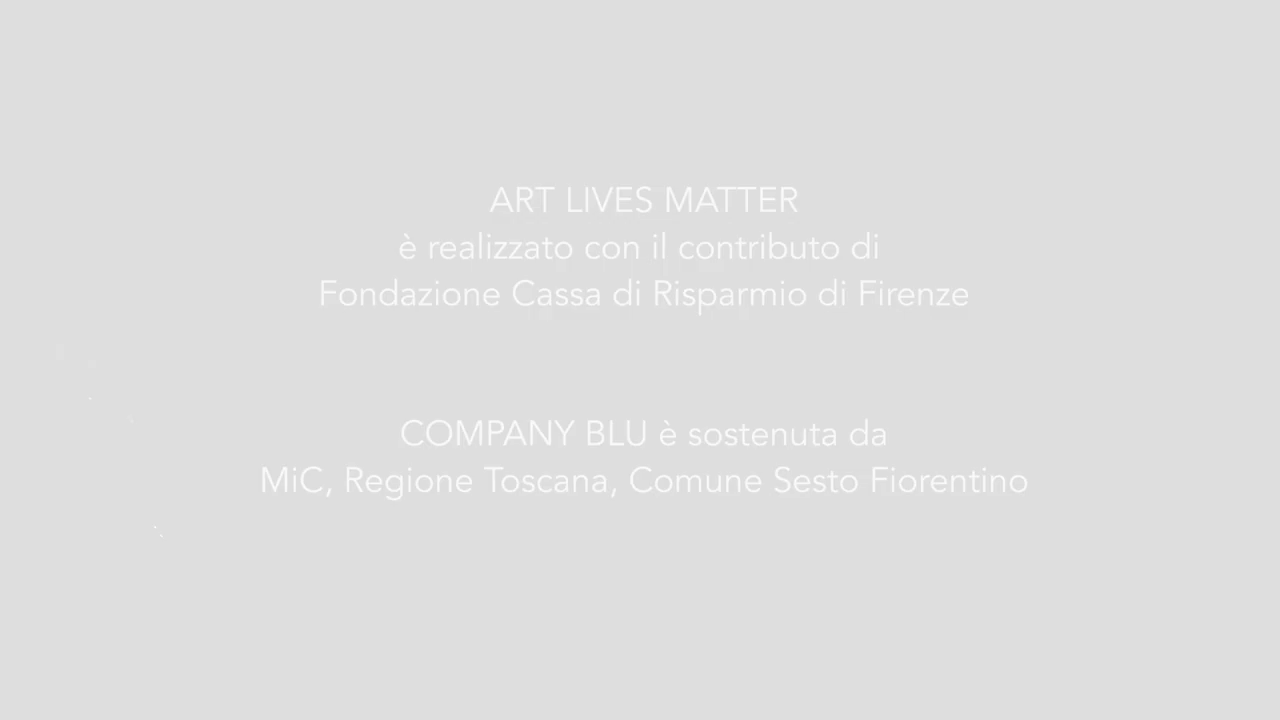 ART LIVES MATTER
è realizzato con il contributo di
Fondazione Cassa di Risparmio di Firenze
COMPANY BLU è sostenuta da
MiC, Regione Toscana, Comune Sesto Fiorentino